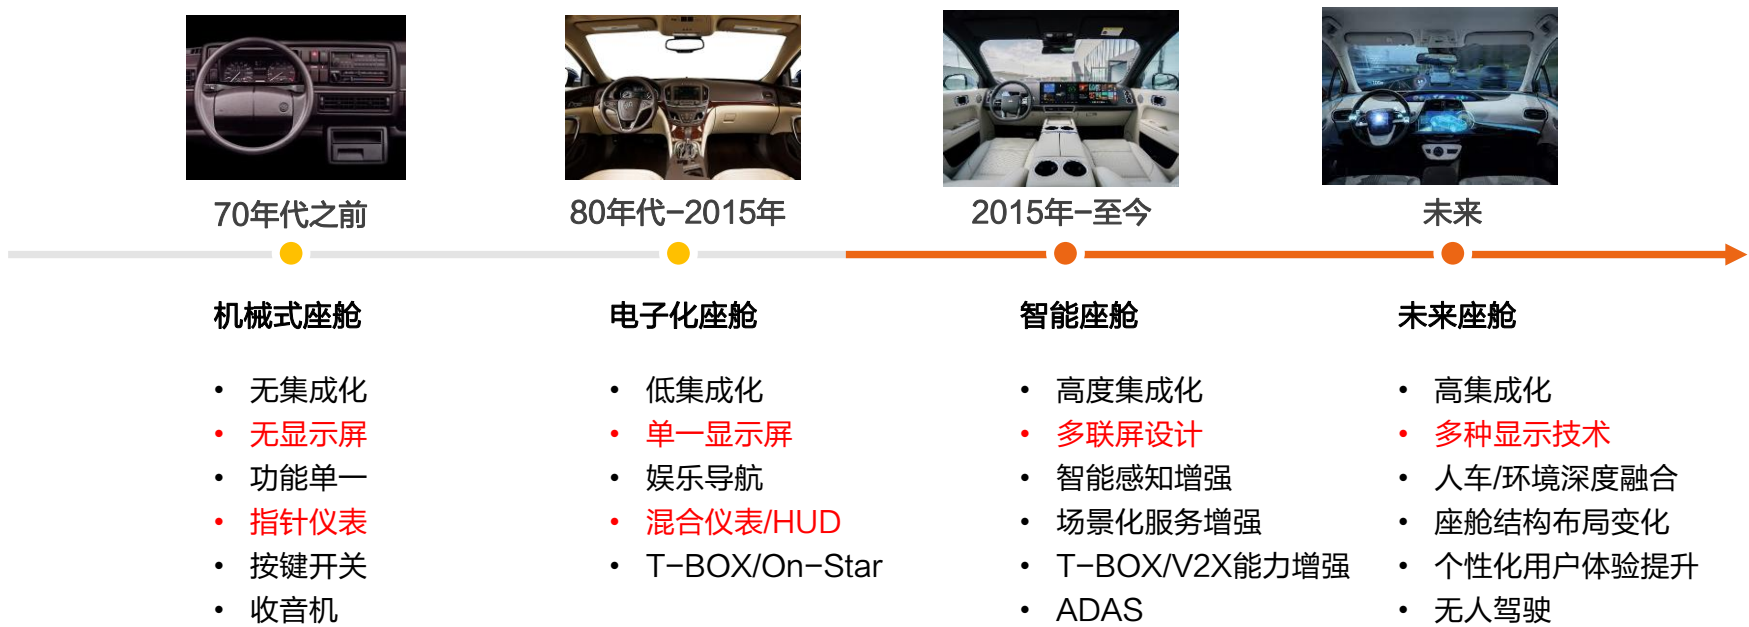 70年代之前
80年代-2015年
2015年-至今
未来
机械式座舱
• 无集成化
• 无显示屏
• 功能单一
• 指针仪表
• 按键开关
• 收音机
电子化座舱
• 低集成化
• 单一显示屏
• 娱乐导航
• 混合仪表/HUD
• T-BOX/On-Star
智能座舱
• 高度集成化
• 多联屏设计
• 智能感知增强
• 场景化服务增强
• T-BOX/V2X能力增强
• ADAS
未来座舱
• 高集成化
• 多种显示技术
• 人车/环境深度融合
• 座舱结构布局变化
• 个性化用户体验提升
• 无人驾驶